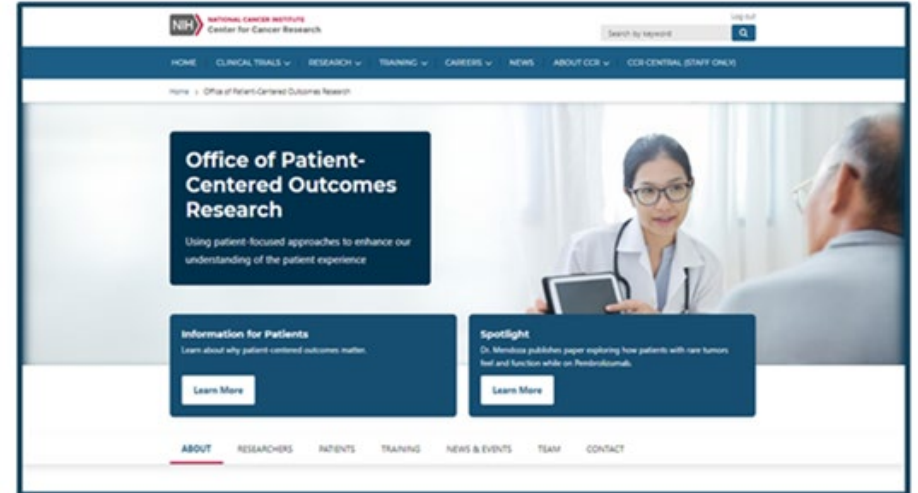 NIH
NATIONAL CANCER INSTITUTE
Center for Cancer Research
Log out
Search by keyword
HOME CLINICAL TRIALS RESEARCH TRAINING CAREERS NEWS ABOUT CCR CCR CENTRAL (STAFF ONLY)
Home Office of Patient-Centered Outcomes Research
Office of Patient-
Centered Outcomes
Research
Using patient-focused approaches to enhance our
understanding of the patient experience
Information for Patients
Learn about why patient-centered outcomes matter.
Learn More
Spotlight
Dr. Mendoza publishes paper exploring how patients with rare tumors
feel and function while on Pembrolizumab.
Learn More
ABOUT RESEARCHERS PATIENTS TRAINING NEWS & EVENTS TEAM CONTACT